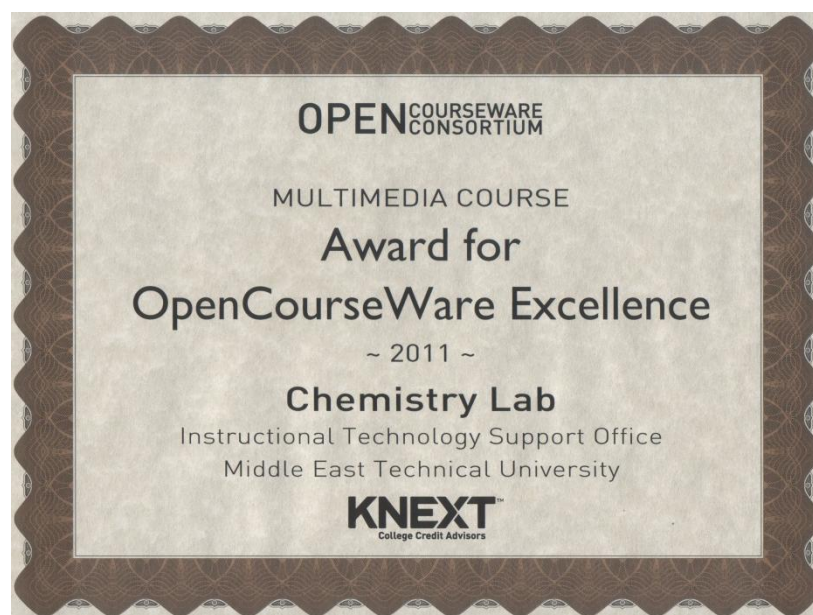 OPEN COURSEWARE CONSORTIUM
MULTIMEDIA COURSE
Award for
OpenCourseWare Excellence
~ 2011 ~
Chemistry Lab
Instructional Technology Support Office
Middle East Technical University
KNEXT™
College Credit Advisors